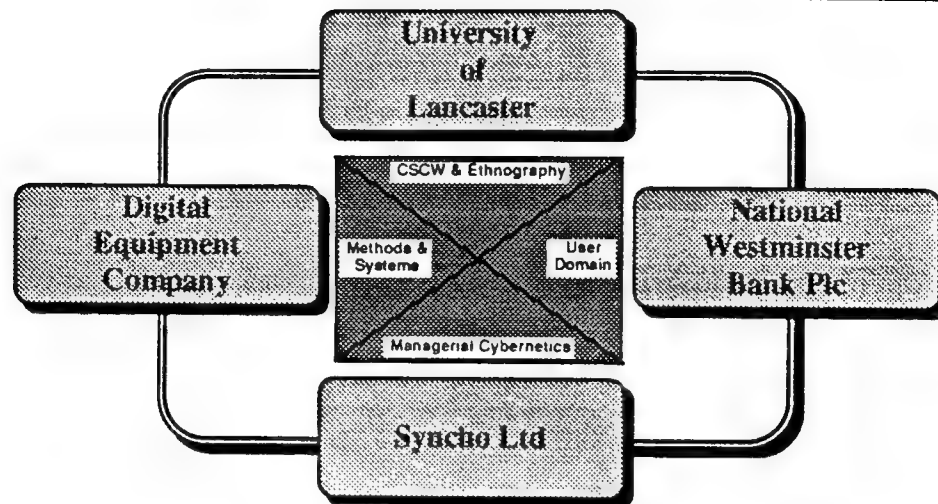 University
of
Lancaster
CSCW & Ethnography
Digital
Equipment
Company
Methods &
Systems
User
Domain
National
Westminster
Bank Plc
Managerial Cybernetics
Syncho Ltd